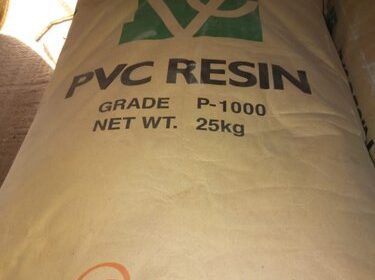 PVC RESIN
GRADE P-1000
NET WT. 25kg